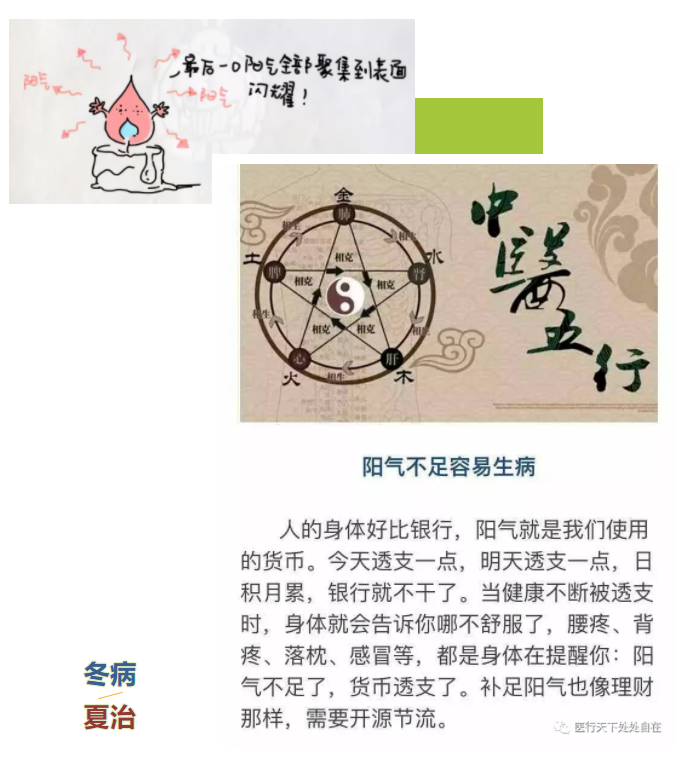 最后一口阳气全部聚集到表面
闪耀！
阳气
阳气
金
肺
相生
相生
土
水
脾
肾
相克
相克
相克
相克
相克
相生
相生
心
肝
相生
火
木
中
醫
五
行
阳气不足容易生病
人的身体好比银行，阳气就是我们使用
的货币。今天透支一点，明天透支一点，日
积月累，银行就不干了。当健康不断被透支
时，身体就会告诉你哪不舒服了，腰疼、背
疼、落枕、感冒等，都是身体在提醒你：阳
气不足了，货币透支了。补足阳气也像理财
那样，需要开源节流。
冬病
夏治
医行天下处处自在